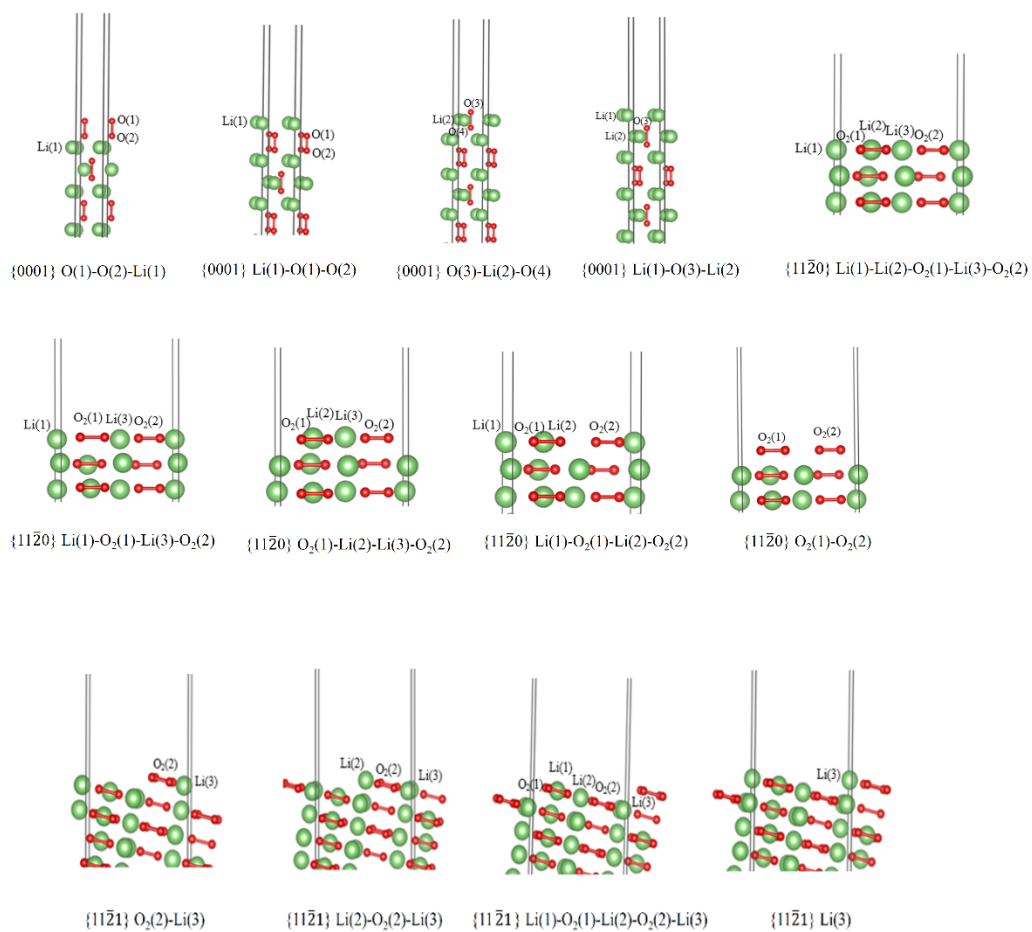 O(1)
O(2)
Li(1)
{0001} O(1)-O(2)-Li(1)
Li(1)
O(1)
O(2)
{0001} Li(1)-O(1)-O(2)
O(3)
Li(2)
O(4)
{0001} O(3)-Li(2)-O(4)
Li(1)
O(3)
Li(2)
{0001} Li(1)-O(3)-Li(2)
Li(1)
O₂(1)
Li(2)
Li(3)
O₂(2)
{112̄0} Li(1)-Li(2)-O₂(1)-Li(3)-O₂(2)
Li(1)
O₂(1)
Li(3)
O₂(2)
{112̄0} Li(1)-O₂(1)-Li(3)-O₂(2)
O₂(1)
Li(2)
Li(3)
O₂(2)
{112̄0} O₂(1)-Li(2)-Li(3)-O₂(2)
Li(1)
O₂(1)
Li(2)
O₂(2)
{112̄0} Li(1)-O₂(1)-Li(2)-O₂(2)
O₂(1)
O₂(2)
{112̄0} O₂(1)-O₂(2)
O₂(2)
Li(3)
{112̄1} O₂(2)-Li(3)
Li(2)
O₂(2)
Li(3)
{112̄1} Li(2)-O₂(2)-Li(3)
O₂(1)
Li(1)
Li(2)
O₂(2)
Li(3)
{112̄1} Li(1)-O₂(1)-Li(2)-O₂(2)-Li(3)
Li(3)
{112̄1} Li(3)